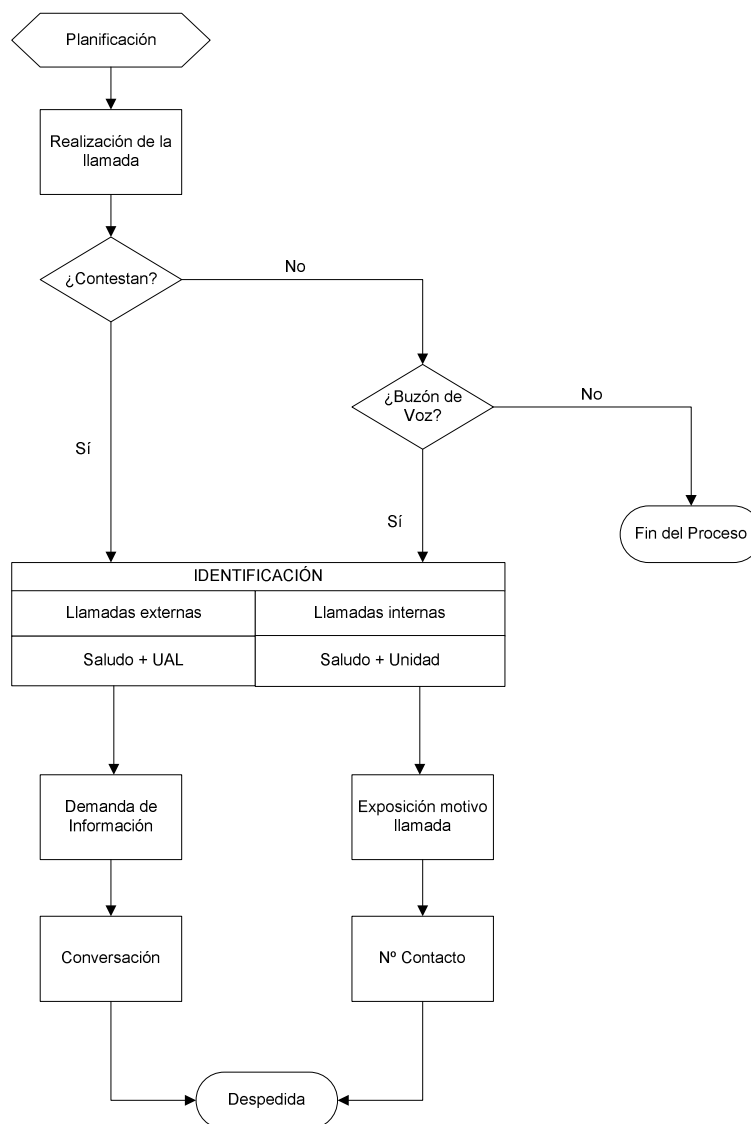 Planificación
Realización de la
llamada
¿Contestan?
No
¿Buzón de
Voz?
No
Sí
Sí
Fin del Proceso
IDENTIFICACIÓN
Llamadas externas
Llamadas internas
Saludo + UAL
Saludo + Unidad
Demanda de
Información
Exposición motivo
llamada
Conversación
Nº Contacto
Despedida